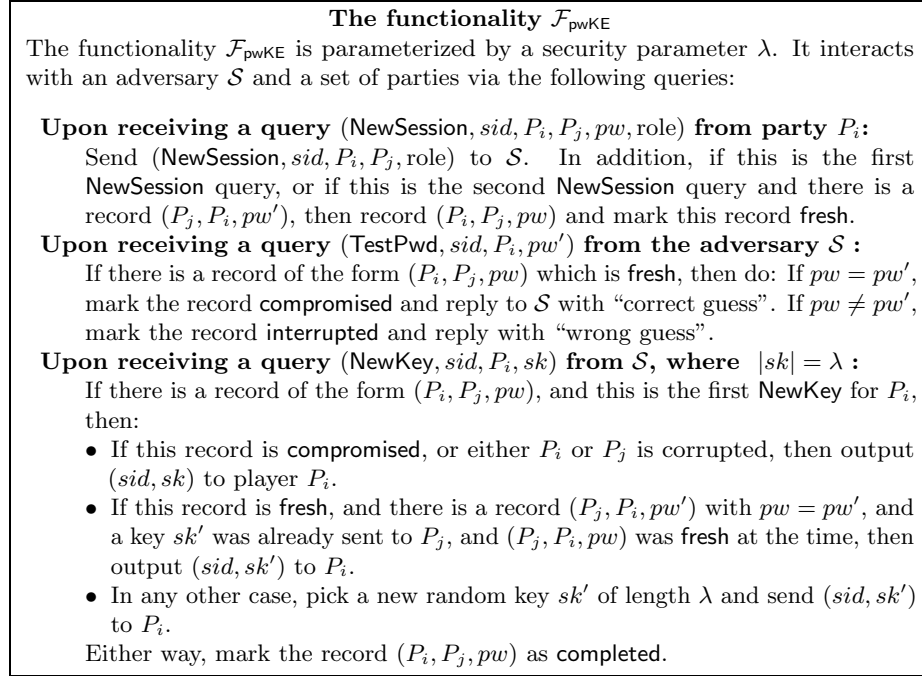 The functionality F_pwKE
The functionality F_pwKE is parameterized by a security parameter λ. It interacts
with an adversary S and a set of parties via the following queries:
Upon receiving a query (NewSession, sid, P_i, P_j, pw, role) from party P_i:
Send (NewSession, sid, P_i, P_j, role) to S. In addition, if this is the first
NewSession query, or if this is the second NewSession query and there is a
record (P_j, P_i, pw′), then record (P_i, P_j, pw) and mark this record fresh.
Upon receiving a query (TestPwd, sid, P_i, pw′) from the adversary S :
If there is a record of the form (P_i, P_j, pw) which is fresh, then do: If pw = pw′,
mark the record compromised and reply to S with “correct guess”. If pw ≠ pw′,
mark the record interrupted and reply with “wrong guess”.
Upon receiving a query (NewKey, sid, P_i, sk) from S, where |sk| = λ :
If there is a record of the form (P_i, P_j, pw), and this is the first NewKey for P_i,
then:
• If this record is compromised, or either P_i or P_j is corrupted, then output
(sid, sk) to player P_i.
• If this record is fresh, and there is a record (P_j, P_i, pw′) with pw = pw′, and
a key sk′ was already sent to P_j, and (P_j, P_i, pw) was fresh at the time, then
output (sid, sk′) to P_i.
• In any other case, pick a new random key sk′ of length λ and send (sid, sk′)
to P_i.
Either way, mark the record (P_i, P_j, pw) as completed.